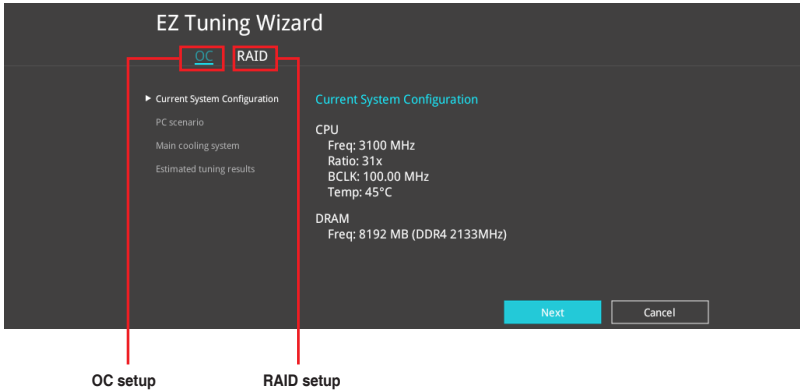 EZ Tuning Wizard
OC RAID
Current System Configuration
PC scenario
Main cooling system
Estimated tuning results
Current System Configuration
CPU
Freq: 3100 MHz
Ratio: 31x
BCLK: 100.00 MHz
Temp: 45°C
DRAM
Freq: 8192 MB (DDR4 2133MHz)
Next Cancel
OC setup RAID setup